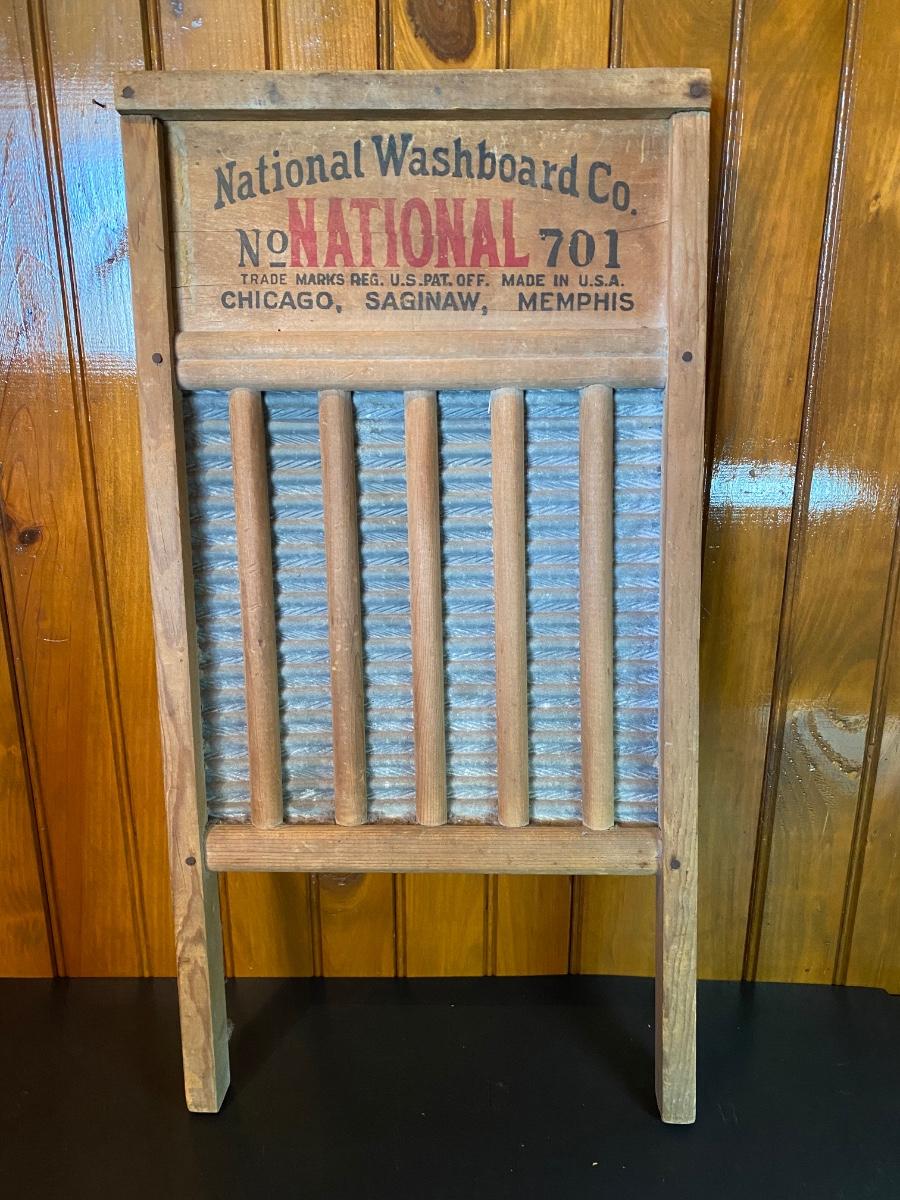 National Washboard Co.
No NATIONAL 701
TRADE MARKS REG. U.S. PAT. OFF. MADE IN U.S.A.
CHICAGO, SAGINAW, MEMPHIS